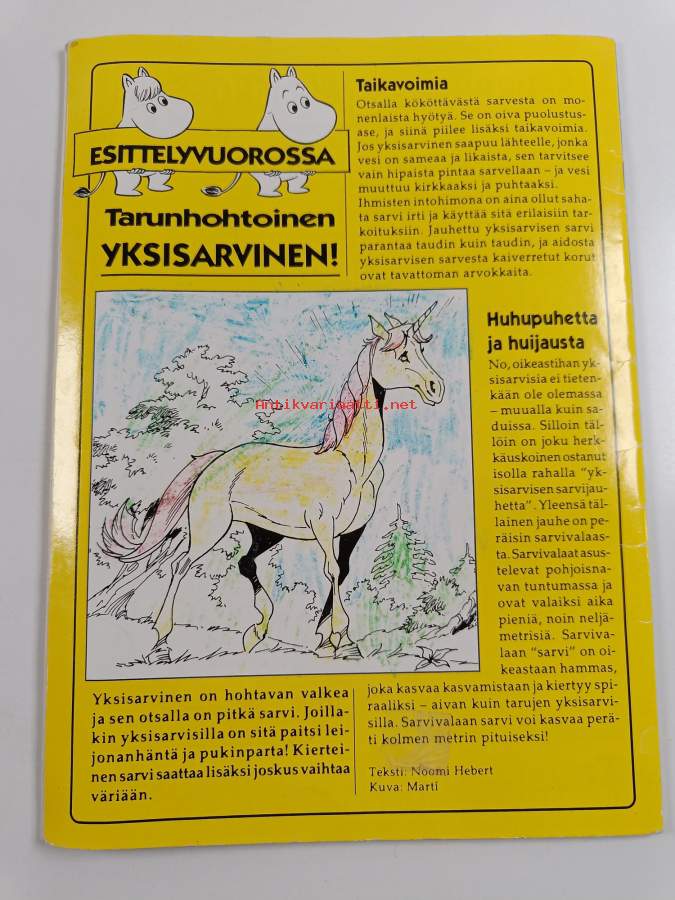 ESITTELYVUOROSSA
Tarunhohtoinen
YKSISARVINEN!
Yksisarvinen on hohtavan valkea
ja sen otsalla on pitkä sarvi. Joilla-
kin yksisarvisilla on sitä paitsi lei-
jonanhäntä ja pukinparta! Kiertei-
nen sarvi saattaa lisäksi joskus vaihtaa
väriään.
Taikavoimia
Otsalla kököttävästä sarvesta on mo-
nenlaista hyötyä. Se on oiva puolustus-
ase, ja siinä piilee lisäksi taikavoimia.
Jos yksisarvinen saapuu lähteelle, jonka
vesi on sameaa ja likaista, sen tarvitsee
vain hipaista pintaa sarvellaan – ja vesi
muuttuu kirkkaaksi ja puhtaaksi.
Ihmisten intohimona on aina ollut saha-
ta sarvi irti ja käyttää sitä erilaisiin tar-
koituksiin. Jauhettu yksisarvisen sarvi
parantaa taudin kuin taudin, ja aidosta
yksisarvisen sarvesta kaiverretut korut
ovat tavattoman arvokkaita.
Huhupuhetta
ja huijausta
No, oikeastihan yk-
sisarvisia ei tieten-
kään ole olemassa
– muualla kuin sa-
duissa. Silloin täl-
löin on joku herk-
käuskoinen ostanut
isolla rahalla "yk-
sisarvisen sarvijau-
hetta". Yleensä täl-
lainen jauhe on pe-
räisin sarvivalaas-
ta. Sarvivalaat asus-
televat pohjoisna-
van tuntumassa ja
ovat valaiksi aika
pieniä, noin neljä-
metrisiä. Sarviva-
laan "sarvi" on oi-
keastaan hammas,
joka kasvaa kasvamistaan ja kiertyy spi-
raaliksi – aivan kuin tarujen yksisarvi-
silla. Sarvivalaan sarvi voi kasvaa perä-
ti kolmen metrin pituiseksi!
Teksti: Noomi Hebert
Kuva: Marti
Antikvariaatti.net